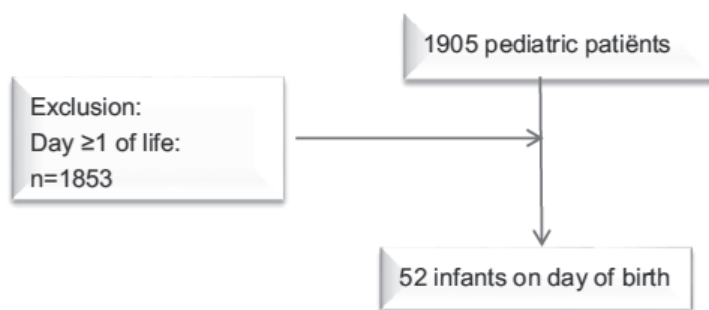 1905 pediatric patiënts
Exclusion:
Day ≥1 of life:
n=1853
52 infants on day of birth